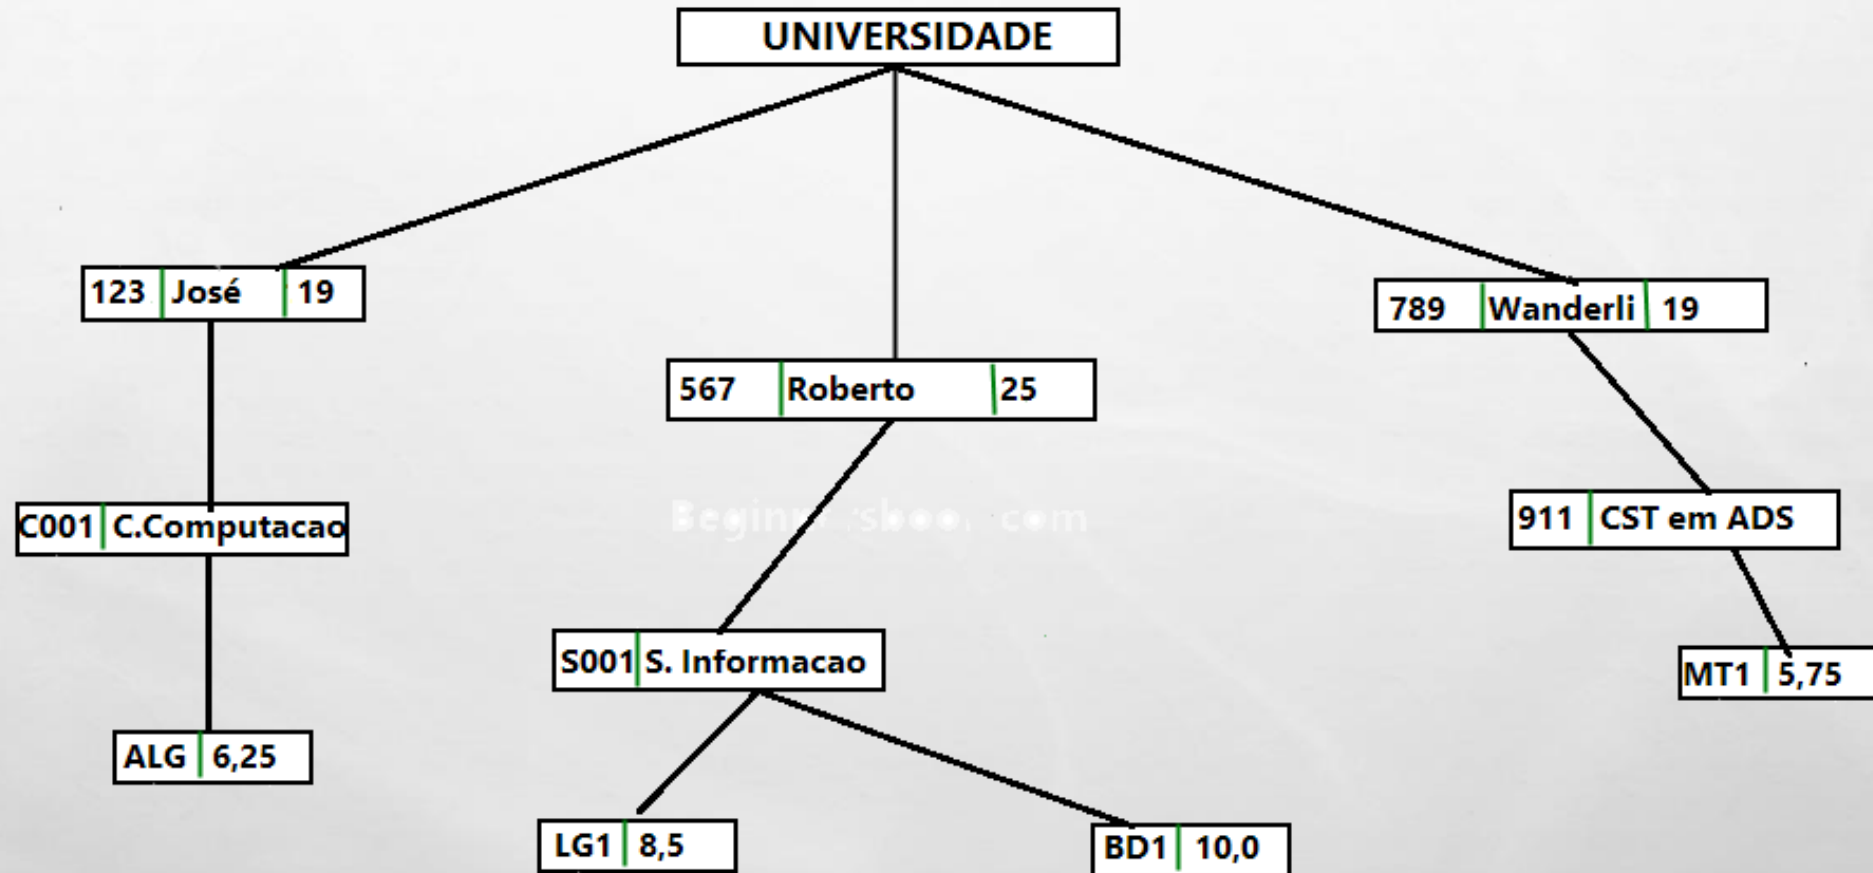 UNIVERSIDADE
123 José 19
789 Wanderli 19
567 Roberto 25
C001 C.Computacao
911 CST em ADS
S001 S. Informacao
MT1 5,75
ALG 6,25
LG1 8,5
BD1 10,0